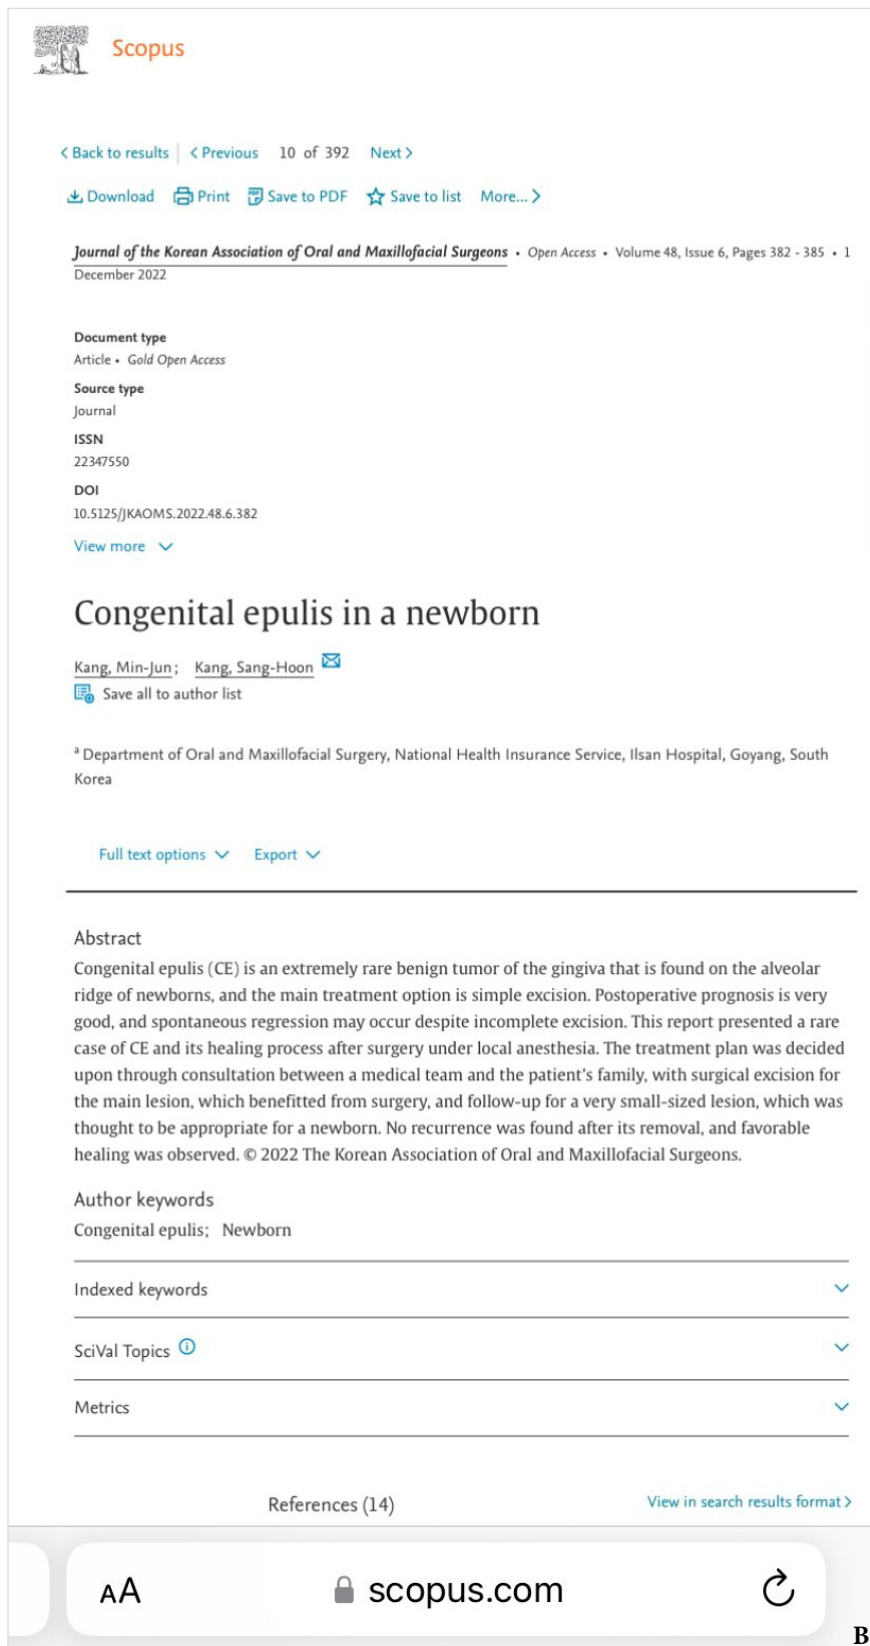 Scopus
Back to results | Previous 10 of 392 Next
Download Print Save to PDF Save to list More...
Journal of the Korean Association of Oral and Maxillofacial Surgeons • Open Access • Volume 48, Issue 6, Pages 382 - 385 • 1
December 2022
Document type
Article • Gold Open Access
Source type
Journal
ISSN
22347550
DOI
10.5125/JKAOMS.2022.48.6.382
View more
Congenital epulis in a newborn
Kang, Min-Jun; Kang, Sang-Hoon
Save all to author list
ª Department of Oral and Maxillofacial Surgery, National Health Insurance Service, Ilsan Hospital, Goyang, South
Korea
Full text options Export
Abstract
Congenital epulis (CE) is an extremely rare benign tumor of the gingiva that is found on the alveolar
ridge of newborns, and the main treatment option is simple excision. Postoperative prognosis is very
good, and spontaneous regression may occur despite incomplete excision. This report presented a rare
case of CE and its healing process after surgery under local anesthesia. The treatment plan was decided
upon through consultation between a medical team and the patient's family, with surgical excision for
the main lesion, which benefitted from surgery, and follow-up for a very small-sized lesion, which was
thought to be appropriate for a newborn. No recurrence was found after its removal, and favorable
healing was observed. © 2022 The Korean Association of Oral and Maxillofacial Surgeons.
Author keywords
Congenital epulis; Newborn
Indexed keywords
SciVal Topics
Metrics
References (14) View in search results format
AA scopus.com
B